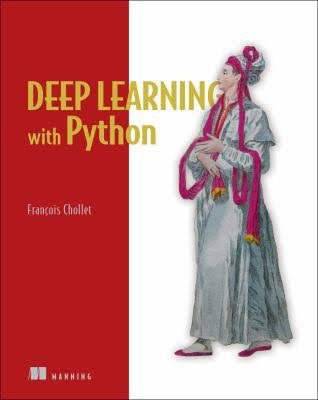 DEEP LEARNING
with Python
François Chollet
MANNING